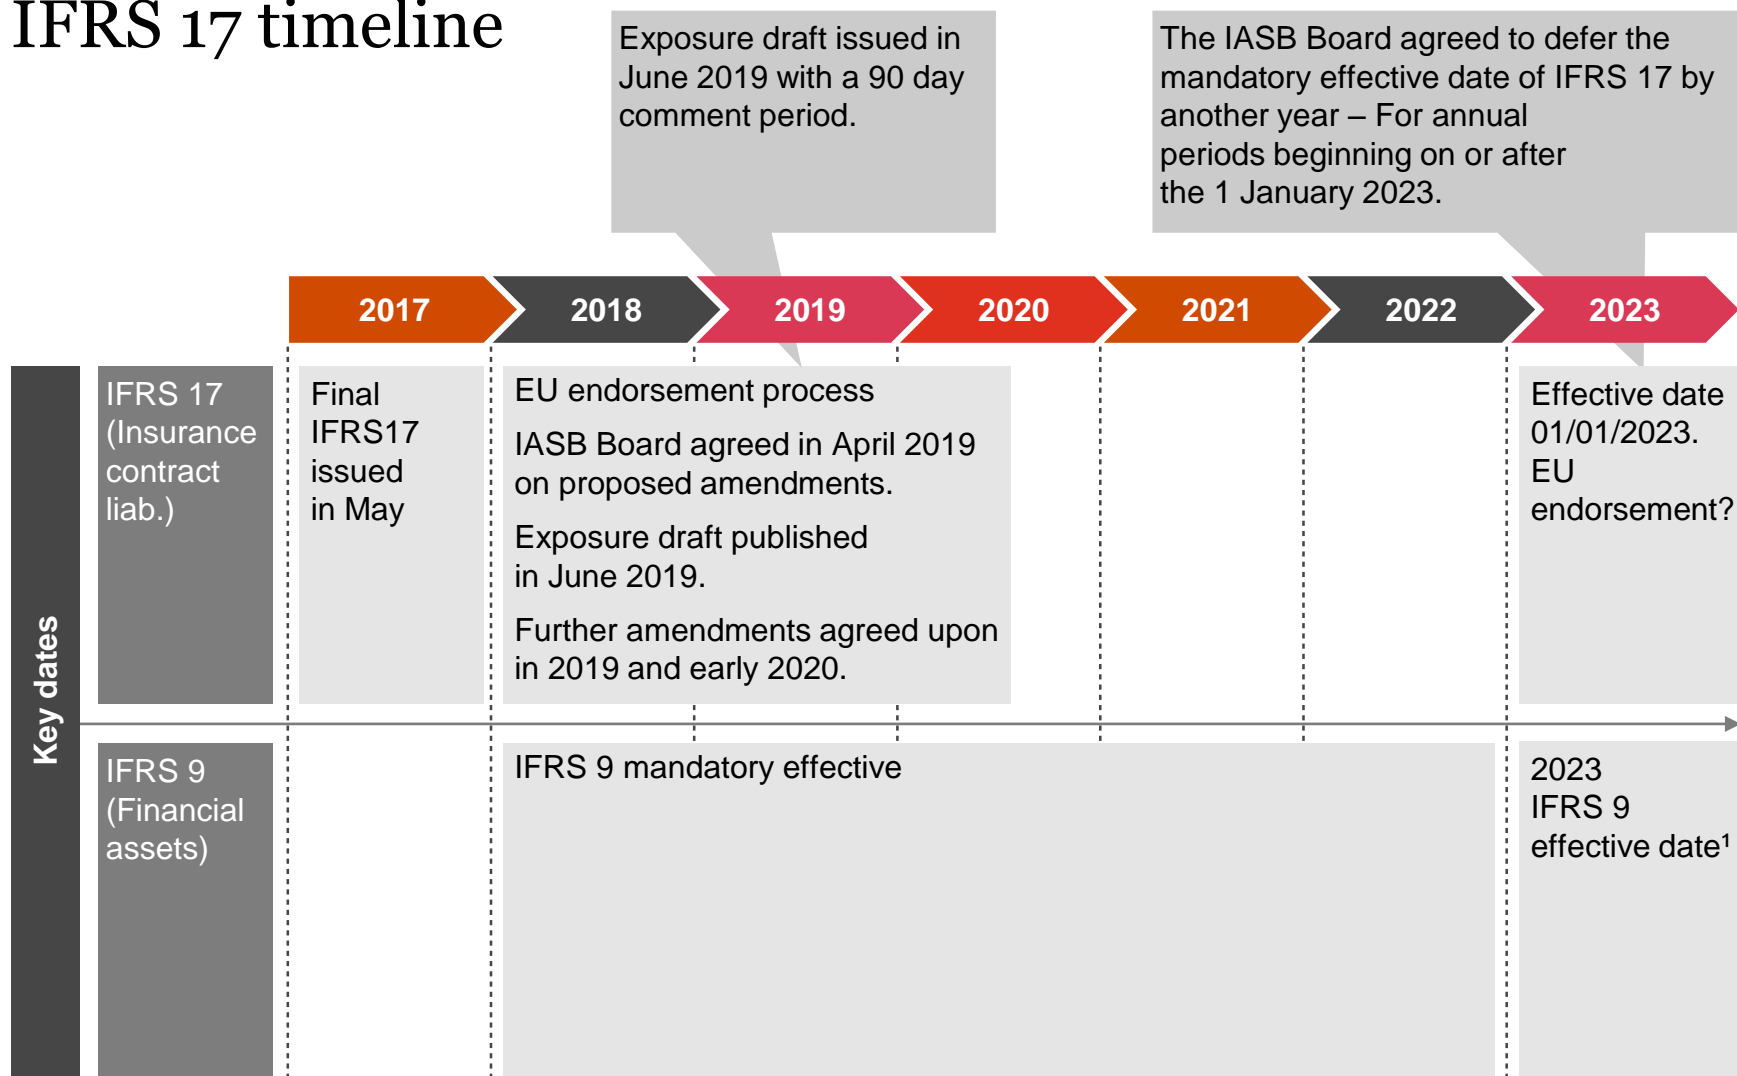 IFRS 17 timeline
Exposure draft issued in
June 2019 with a 90 day
comment period.
The IASB Board agreed to defer the
mandatory effective date of IFRS 17 by
another year – For annual
periods beginning on or after
the 1 January 2023.
2017
2018
2019
2020
2021
2022
2023
Key dates
IFRS 17
(Insurance
contract
liab.)
Final
IFRS17
issued
in May
EU endorsement process
IASB Board agreed in April 2019
on proposed amendments.
Exposure draft published
in June 2019.
Further amendments agreed upon
in 2019 and early 2020.
Effective date
01/01/2023.
EU
endorsement?
IFRS 9
(Financial
assets)
IFRS 9 mandatory effective
2023
IFRS 9
effective date¹